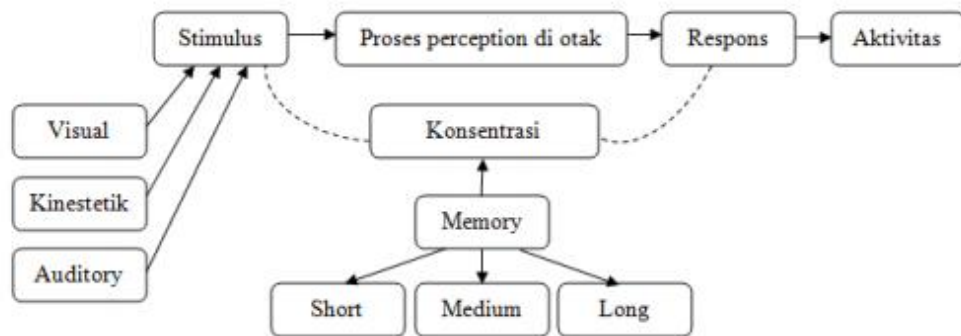 Stimulus
Proses perception di otak
Respons
Aktivitas
Visual
Konsentrasi
Kinestetik
Memory
Auditory
Short
Medium
Long